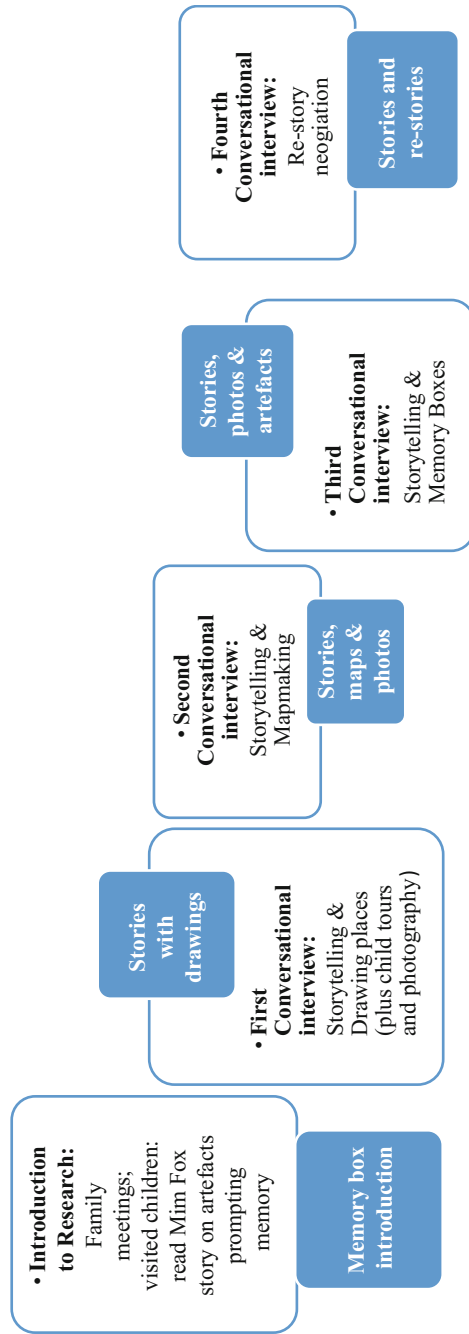 • Introduction
to Research:
Family
meetings;
visited children:
read Mim Fox
story on artefacts
prompting
memory
Memory box
introduction
Stories
with
drawings
• First
Conversational
interview:
Storytelling &
Drawing places
(plus child tours
and photography)
• Second
Conversational
interview:
Storytelling &
Mapmaking
Stories,
maps &
photos
Stories,
photos &
artefacts
• Third
Conversational
interview:
Storytelling &
Memory Boxes
• Fourth
Conversational
interview:
Re-story
neogiation
Stories and
re-stories